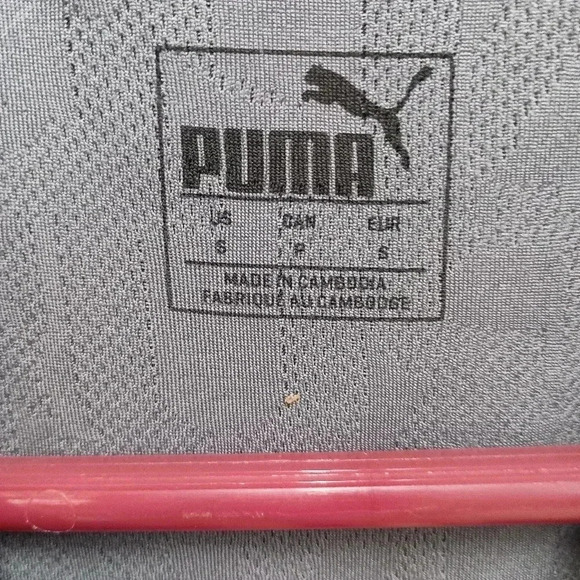 PUMA
US CAN EUR
S P S
MADE IN CAMBODIA
FABRIQUÉ AU CAMBODGE